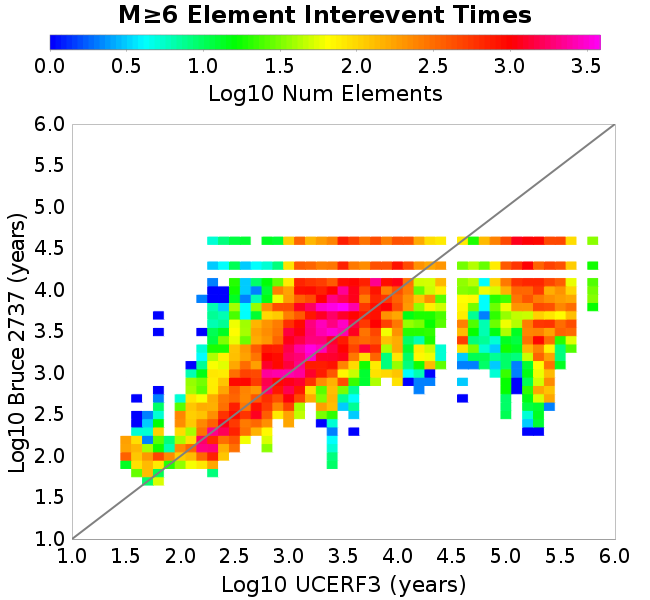 M≥6 Element Interevent Times
0.0 0.5 1.0 1.5 2.0 2.5 3.0 3.5
Log10 Num Elements
6.0
5.5
5.0
4.5
4.0
3.5
3.0
2.5
2.0
1.5
1.0
Log10 Bruce 2737 (years)
1.0 1.5 2.0 2.5 3.0 3.5 4.0 4.5 5.0 5.5 6.0
Log10 UCERF3 (years)